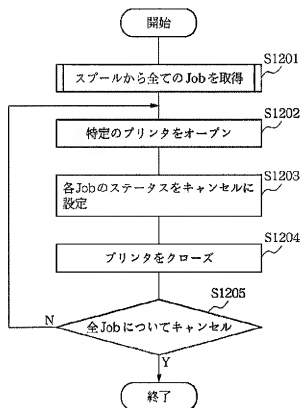 開始
S1201
スプールから全てのJobを取得
S1202
特定のプリンタをオープン
S1203
各Jobのステータスをキャンセルに
設定
S1204
プリンタをクローズ
S1205
N
全Jobについてキャンセル
Y
終了